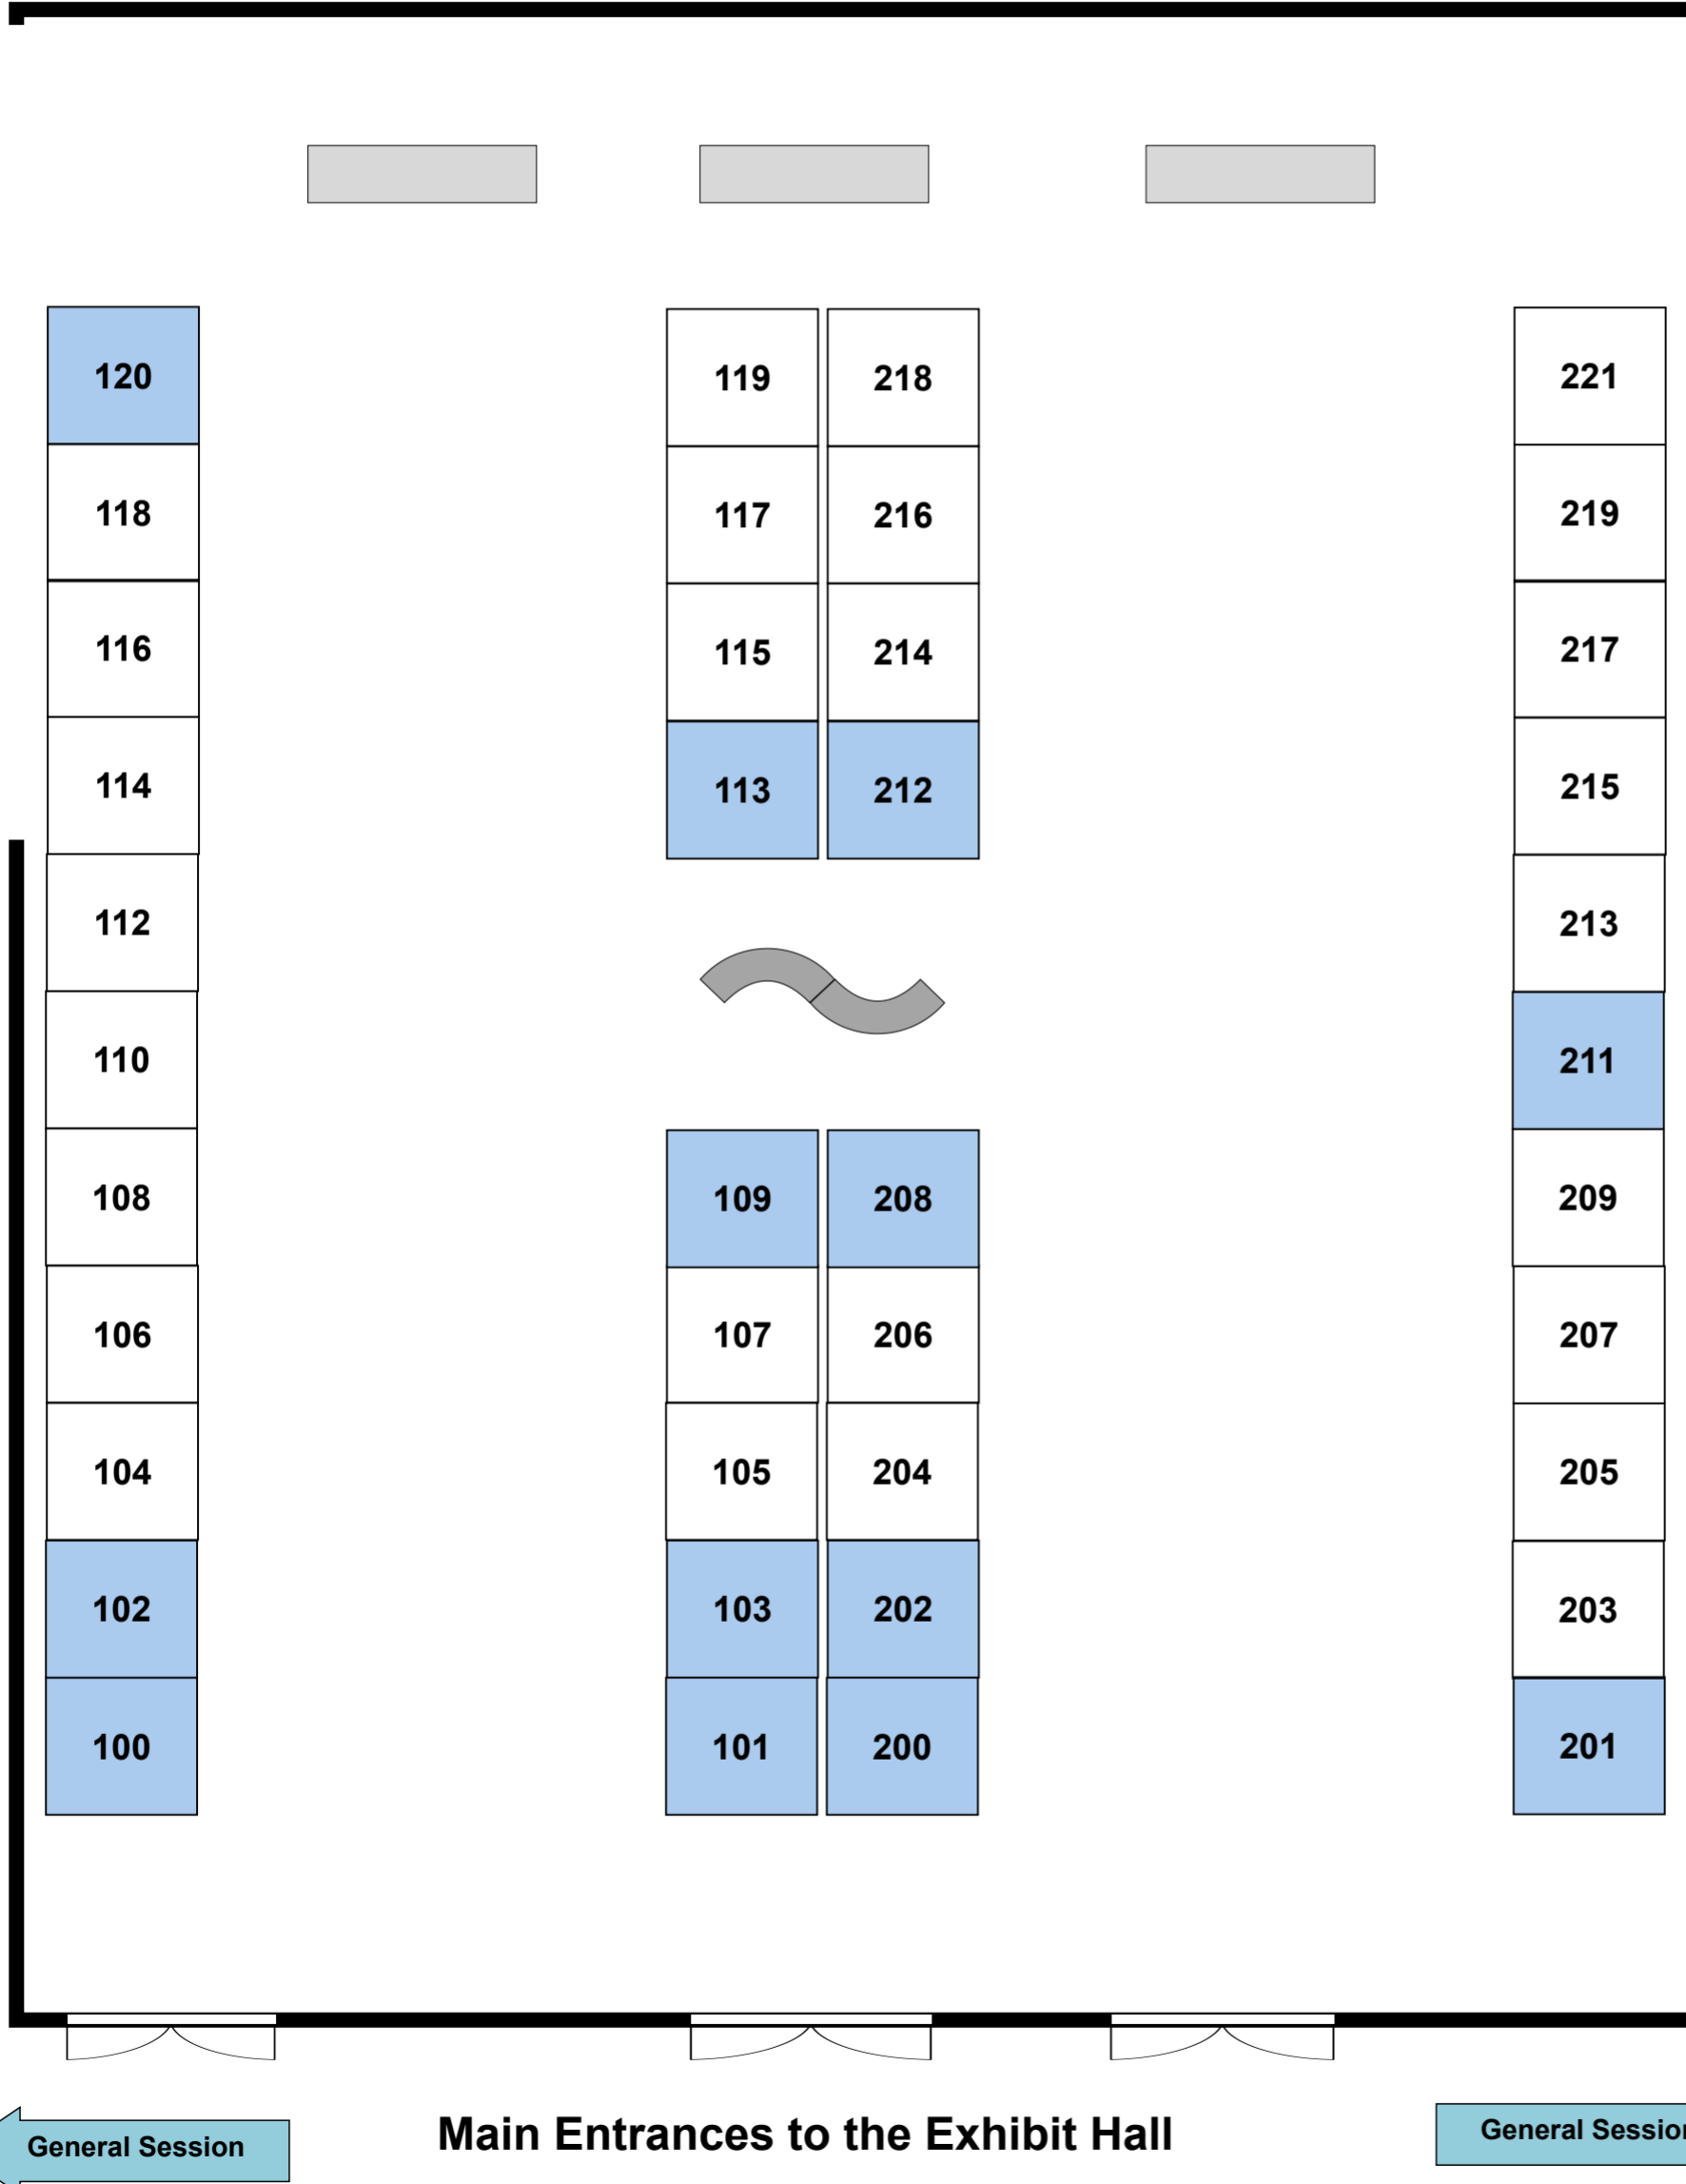 120 119 218 221
118 117 216 219
116 115 214 217
114 113 212 215
112 213
110 211
108 109 208 209
106 107 206 207
104 105 204 205
102 103 202 203
100 101 200 201
Main Entrances to the Exhibit Hall
General Session
General Session